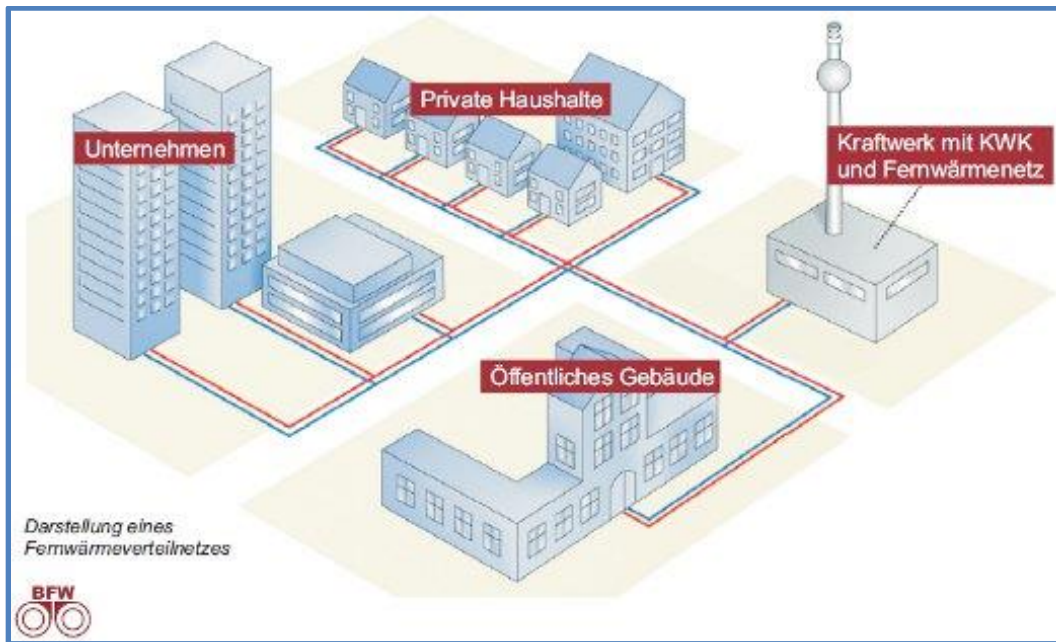 Private Haushalte
Unternehmen
Kraftwerk mit KWK
und Fernwärmenetz
Öffentliches Gebäude
Darstellung eines
Fernwärmeverteilnetzes
BFW